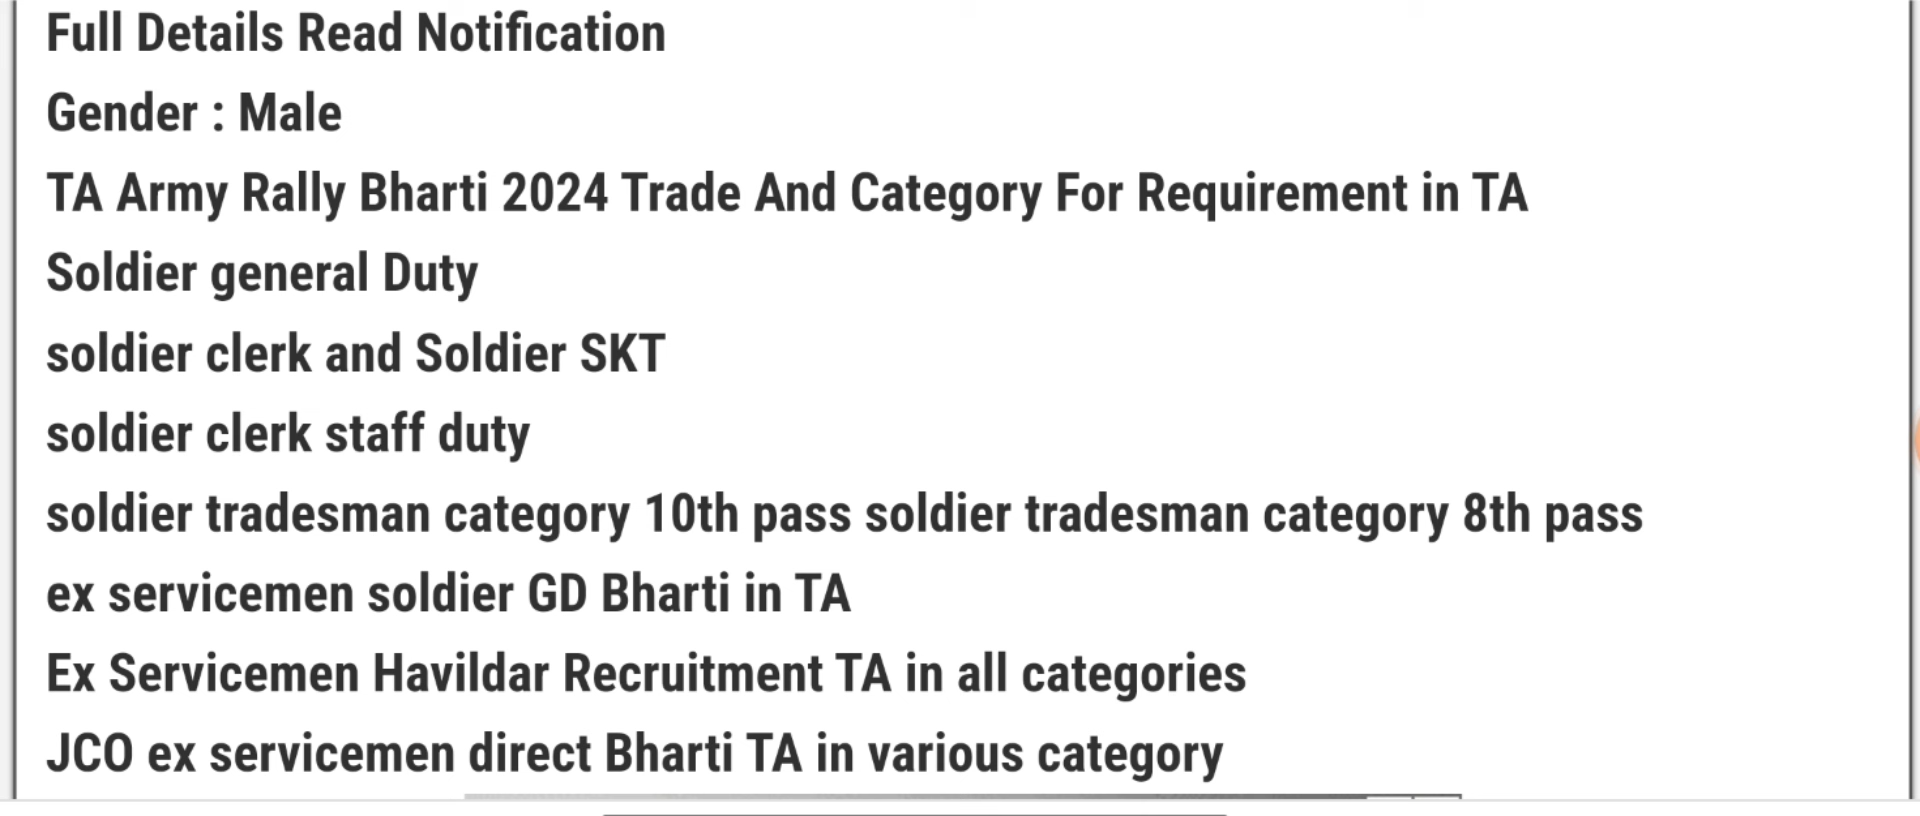 Full Details Read Notification
Gender : Male
TA Army Rally Bharti 2024 Trade And Category For Requirement in TA
Soldier general Duty
soldier clerk and Soldier SKT
soldier clerk staff duty
soldier tradesman category 10th pass soldier tradesman category 8th pass
ex servicemen soldier GD Bharti in TA
Ex Servicemen Havildar Recruitment TA in all categories
JCO ex servicemen direct Bharti TA in various category